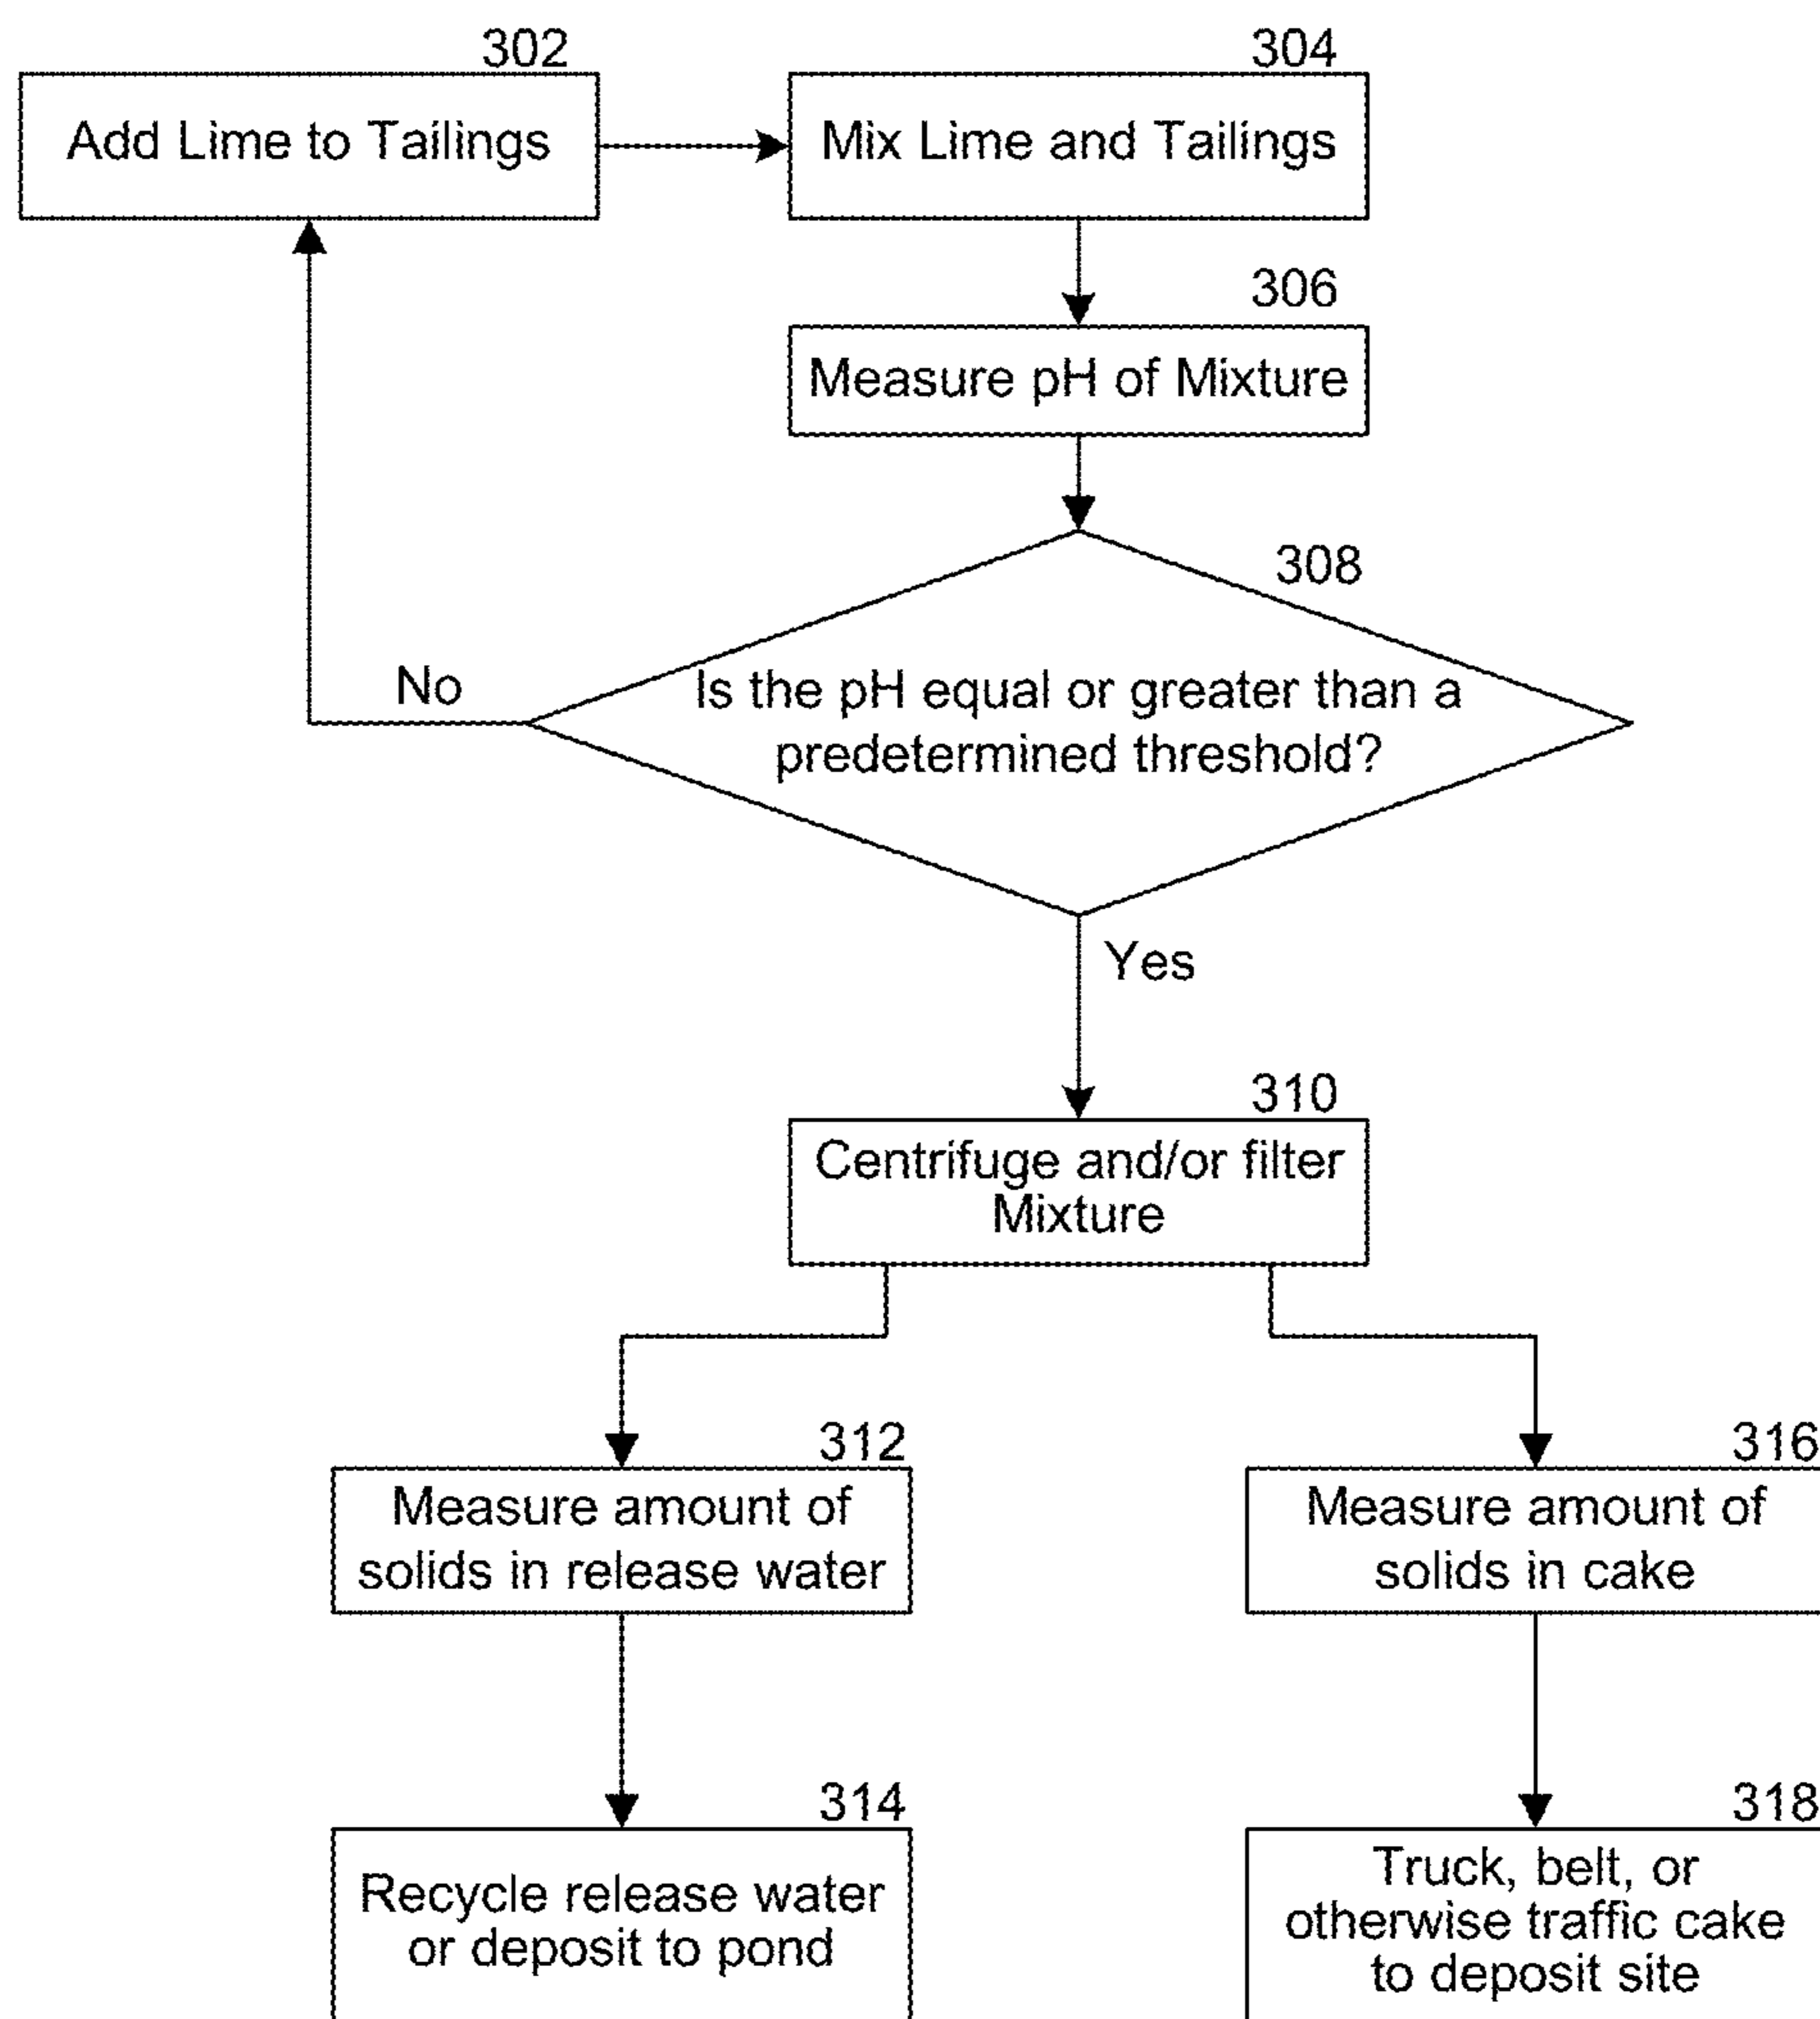 302
Add Lime to Tailings
304
Mix Lime and Tailings
306
Measure pH of Mixture
308
Is the pH equal or greater than a
predetermined threshold?
No
Yes
310
Centrifuge and/or filter
Mixture
312
Measure amount of
solids in release water
316
Measure amount of
solids in cake
314
Recycle release water
or deposit to pond
318
Truck, belt, or
otherwise traffic cake
to deposit site